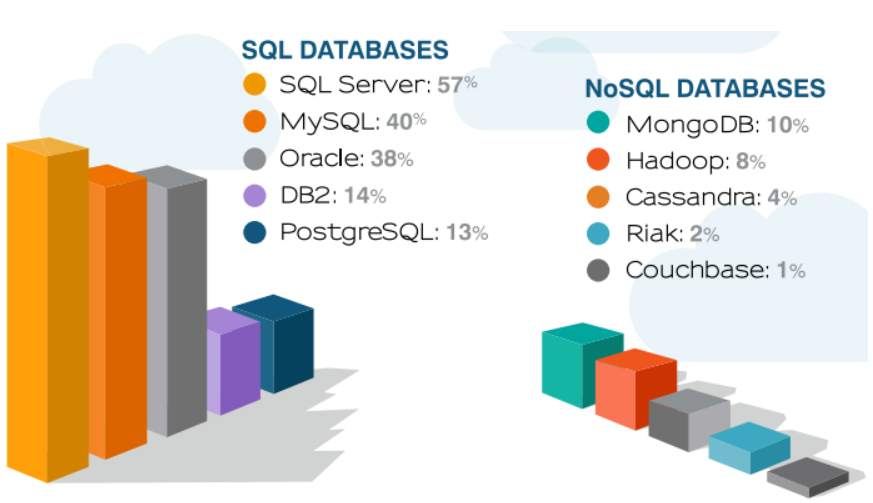 SQL DATABASES
SQL Server: 57%
MySQL: 40%
Oracle: 38%
DB2: 14%
PostgreSQL: 13%
NoSQL DATABASES
MongoDB: 10%
Hadoop: 8%
Cassandra: 4%
Riak: 2%
Couchbase: 1%